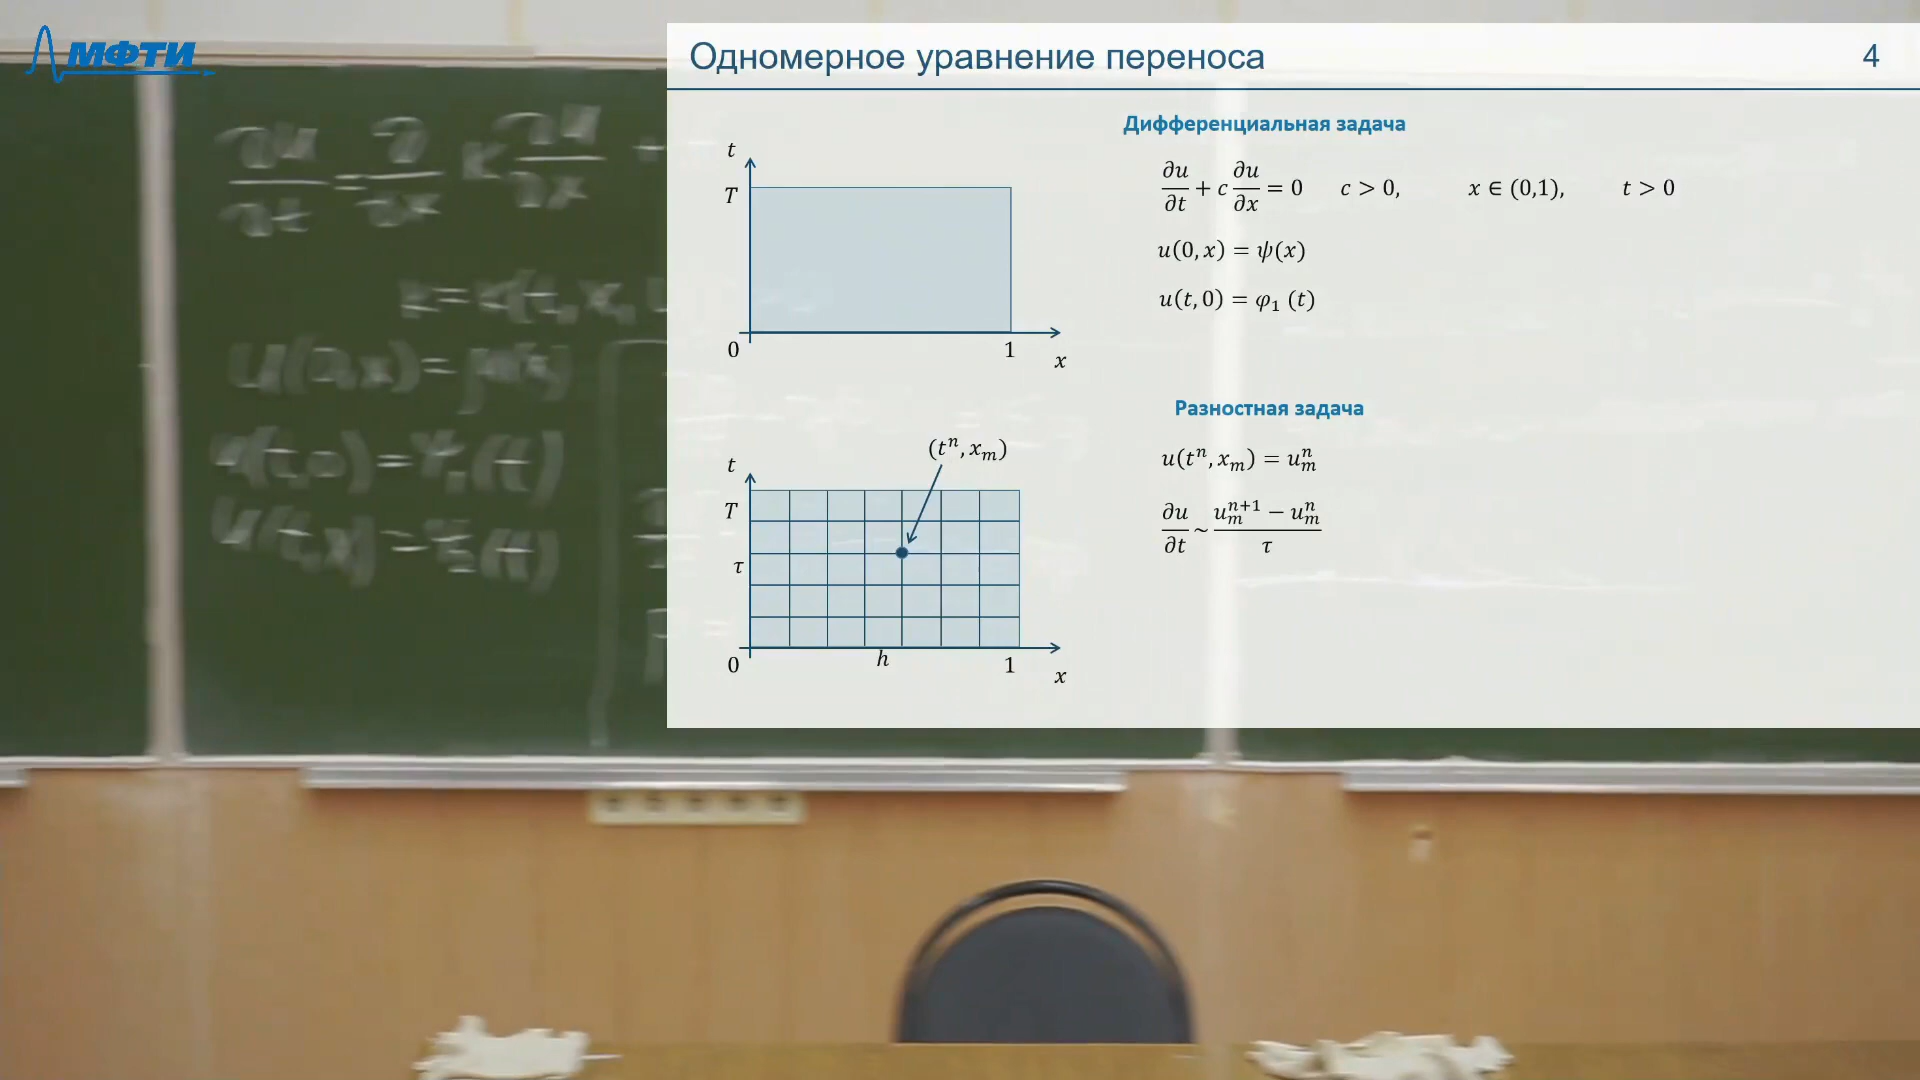 МФТИ
Одномерное уравнение переноса
4
Дифференциальная задача
∂u/∂t + c ∂u/∂x = 0 c > 0, x ∈ (0,1), t > 0
u(0, x) = ψ(x)
u(t, 0) = φ₁ (t)
t
T
0
1
x
Разностная задача
u(tⁿ, xₘ) = uₘⁿ
∂u/∂t ~ (uₘⁿ⁺¹ − uₘⁿ)/τ
(tⁿ, xₘ)
t
T
τ
0
h
1
x
∂u/∂t = ∂/∂x K ∂u/∂x +